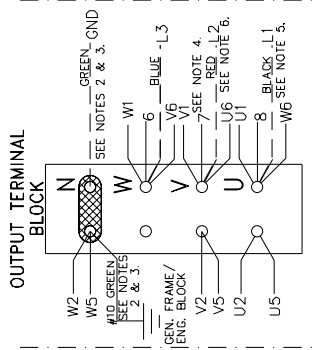 OUTPUT TERMINAL
BLOCK
GREEN GND
SEE NOTES 2 & 3.
W1
6
BLUE -L3
V6
V1
SEE NOTE 4.
7
RED -L2
SEE NOTE 6.
U6
U1
8
BLACK -L1
SEE NOTE 5.
W6
N
W
V
U
W2
W5
#10 GREEN
SEE NOTES
2 & 3.
GEN. FRAME/
ENG. BLOCK
V2
V5
U2
U5